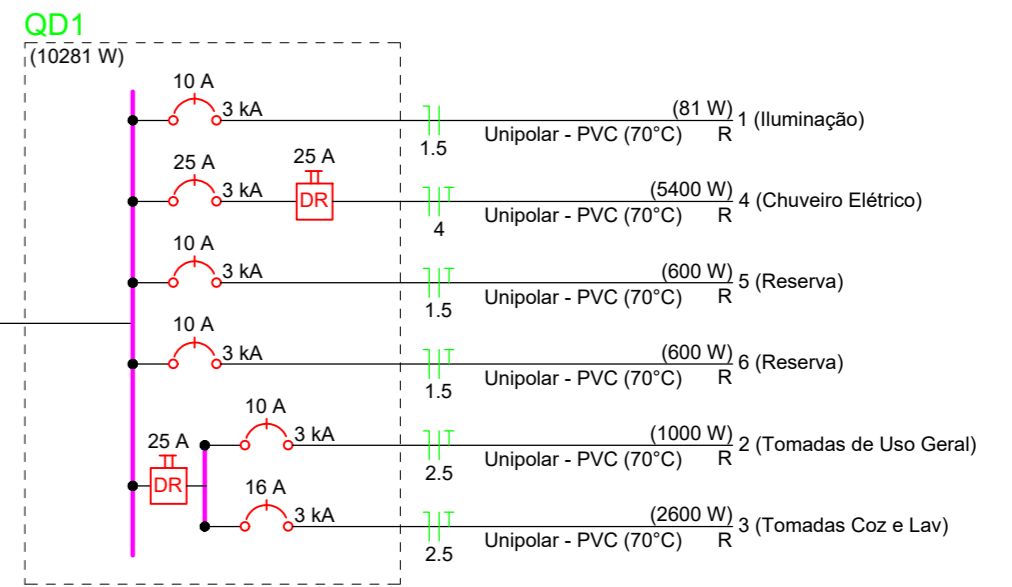 QD1
(10281 W)
10 A
3 kA
(81 W)
1 (Iluminação)
Unipolar - PVC (70°C)
R
1.5
25 A
3 kA
25 A
DR
(5400 W)
4 (Chuveiro Elétrico)
Unipolar - PVC (70°C)
R
4
10 A
3 kA
(600 W)
5 (Reserva)
Unipolar - PVC (70°C)
R
1.5
10 A
3 kA
(600 W)
6 (Reserva)
Unipolar - PVC (70°C)
R
1.5
25 A
DR
10 A
3 kA
(1000 W)
2 (Tomadas de Uso Geral)
Unipolar - PVC (70°C)
R
2.5
16 A
3 kA
(2600 W)
3 (Tomadas Coz e Lav)
Unipolar - PVC (70°C)
R
2.5